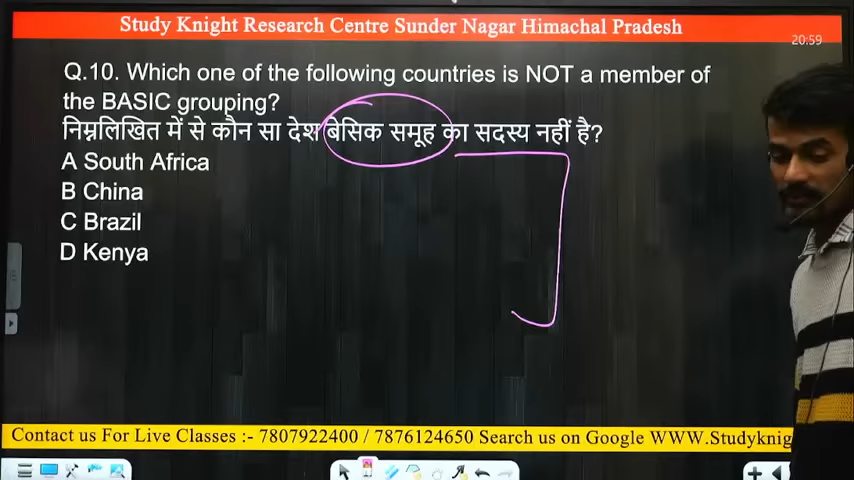 Study Knight Research Centre Sunder Nagar Himachal Pradesh
20:59
Q.10. Which one of the following countries is NOT a member of
the BASIC grouping?
निम्नलिखित में से कौन सा देश बेसिक समूह का सदस्य नहीं है?
A South Africa
B China
C Brazil
D Kenya
Contact us For Live Classes :- 7807922400 / 7876124650 Search us on Google WWW.Studyknig